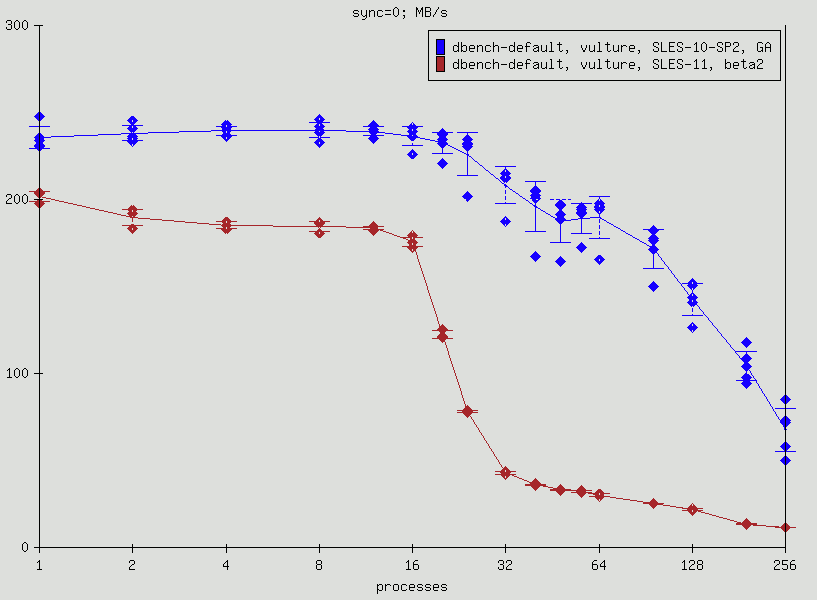 sync=0; MB/s
300
dbench-default, vulture, SLES-10-SP2, GA
dbench-default, vulture, SLES-11, beta2
200
100
0
1 2 4 8 16 32 64 128 256
processes